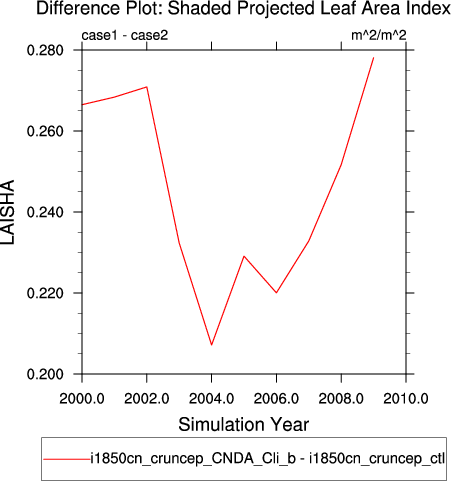 Difference Plot: Shaded Projected Leaf Area Index
case1 - case2
m^2/m^2
0.280
0.260
0.240
0.220
0.200
LAISHA
2000.0 2002.0 2004.0 2006.0 2008.0 2010.0
Simulation Year
i1850cn_cruncep_CNDA_Cli_b - i1850cn_cruncep_ctl